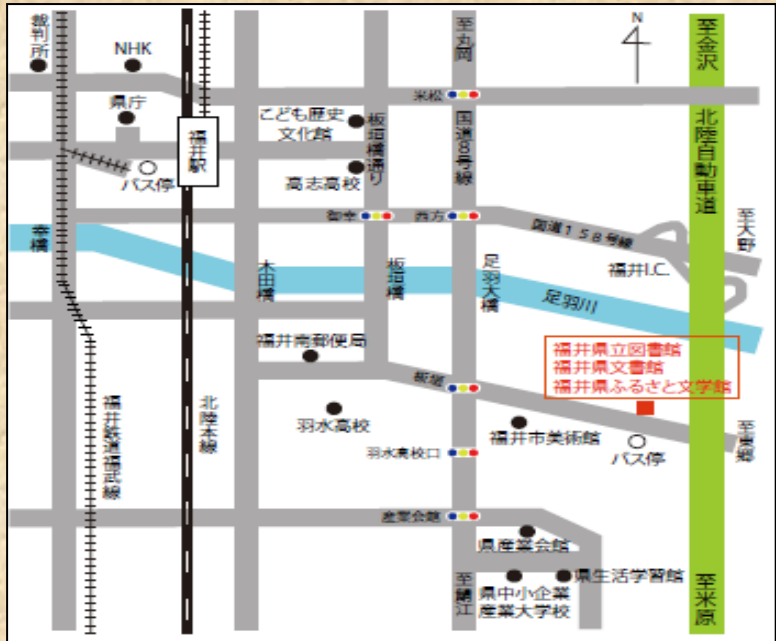 裁判所
NHK
県庁
福井駅
バス停
こども歴史
文化館
高志高校
板垣橋通り
至丸岡
米松
国道8号線
N
至金沢
北陸自動車道
御幸
西方
国道158号線
福井I.C.
至大野
幸橋
木田橋
板垣橋
足羽大橋
足羽川
福井南郵便局
福井県立図書館
福井県文書館
福井県ふるさと文学館
板垣
羽水高校
福井市美術館
バス停
至東郷
福井鉄道福武線
北陸本線
羽水高校口
産業会館
県産業会館
県生活学習館
県中小企業
産業大学校
至鯖江
至米原